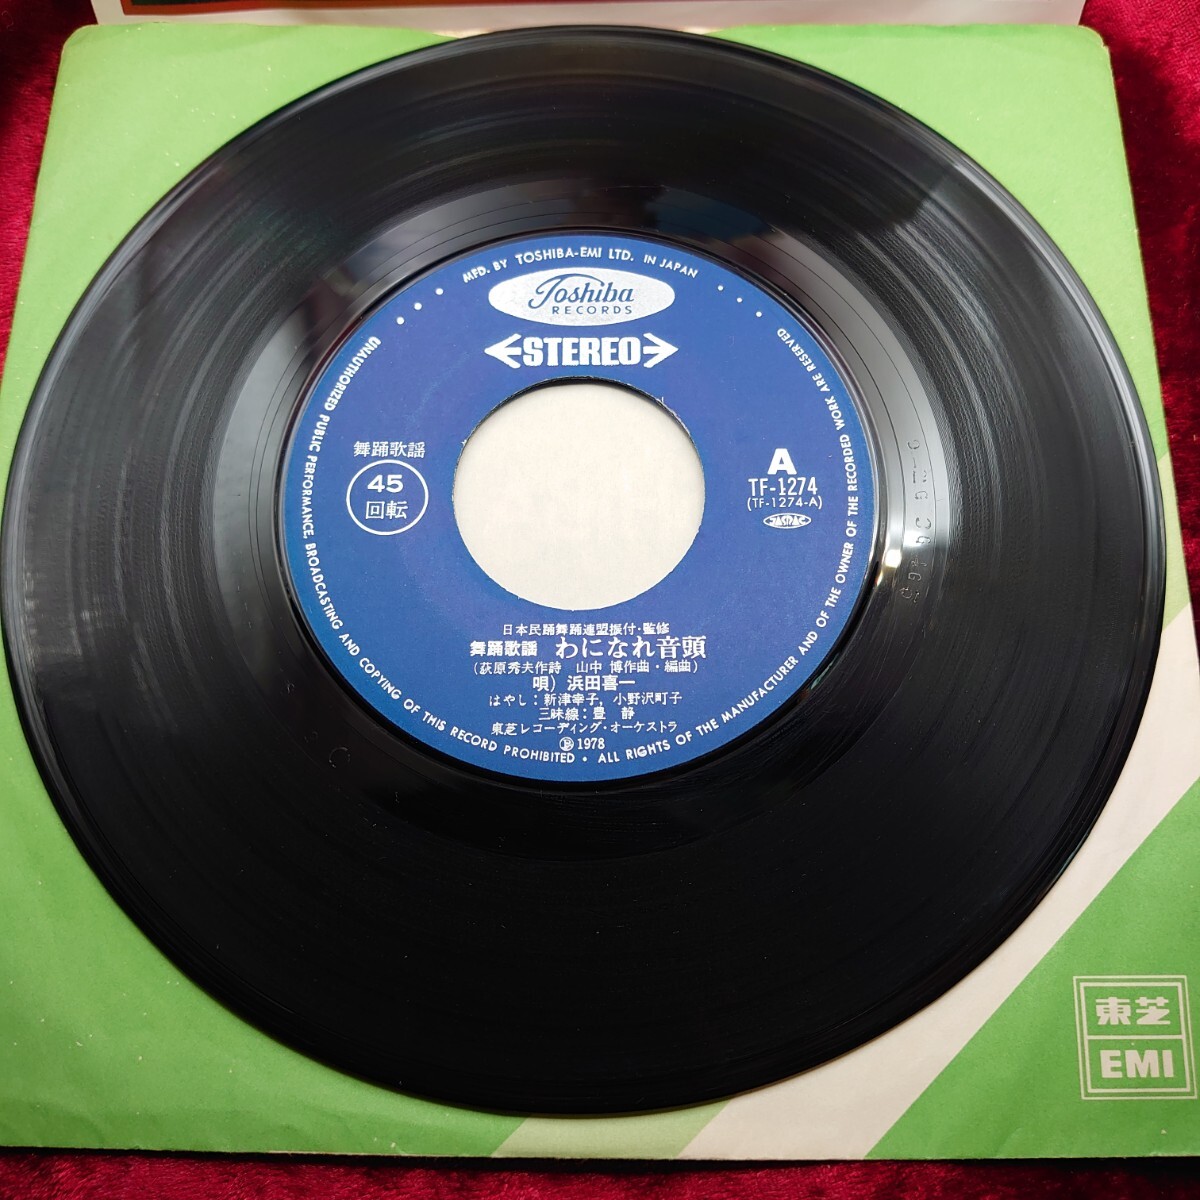 MFD. BY TOSHIBA-EMI LTD. IN JAPAN
Toshiba
RECORDS
STEREO
舞踊歌謡
45
回転
A
TF-1274
(TF-1274-A)
JASRAC
日本民踊舞踊連盟振付・監修
舞踊歌謡 わになれ音頭
(荻原秀夫作詩 山中 博作曲・編曲)
唄) 浜田喜一
はやし：新津幸子, 小野沢町子
三味線：豊 静
東芝レコーディング・オーケストラ
Ⓟ1978
UNAUTHORIZED PUBLIC PERFORMANCE, BROADCASTING AND COPYING OF THIS RECORD PROHIBITED • ALL RIGHTS OF THE MANUFACTURER AND OF THE OWNER OF THE RECORDED WORK ARE RESERVED
東芝
EMI